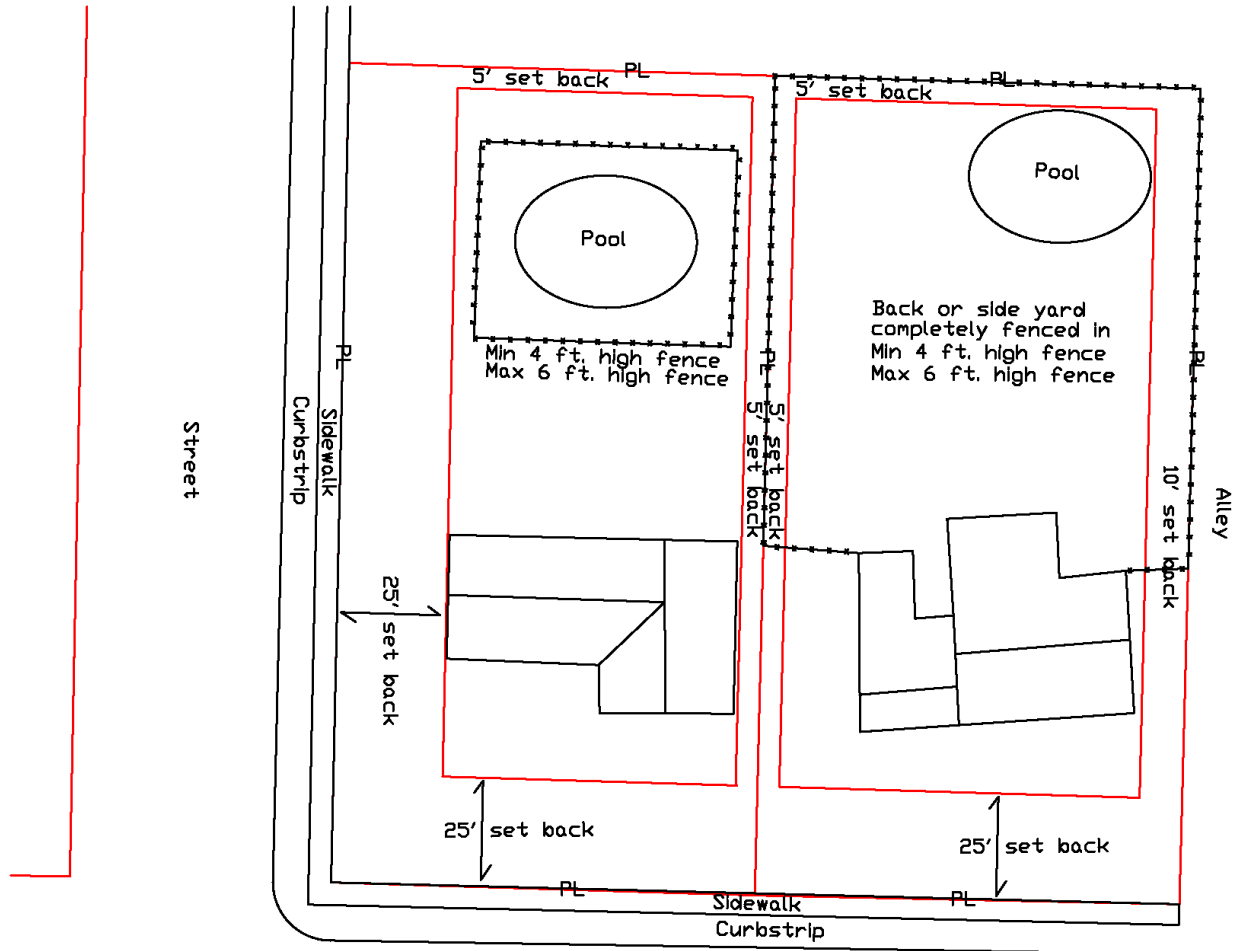 PL
5' set back
PL
5' set back
Pool
Pool
Back or side yard
completely fenced in
Min 4 ft. high fence
Max 6 ft. high fence
Min 4 ft. high fence
Max 6 ft. high fence
PL
PL
PL
Street
Curbstrip
Sidewalk
5' set back
5' set back
10' set back
Alley
25' set back
25' set back
25' set back
PL
PL
Sidewalk
Curbstrip